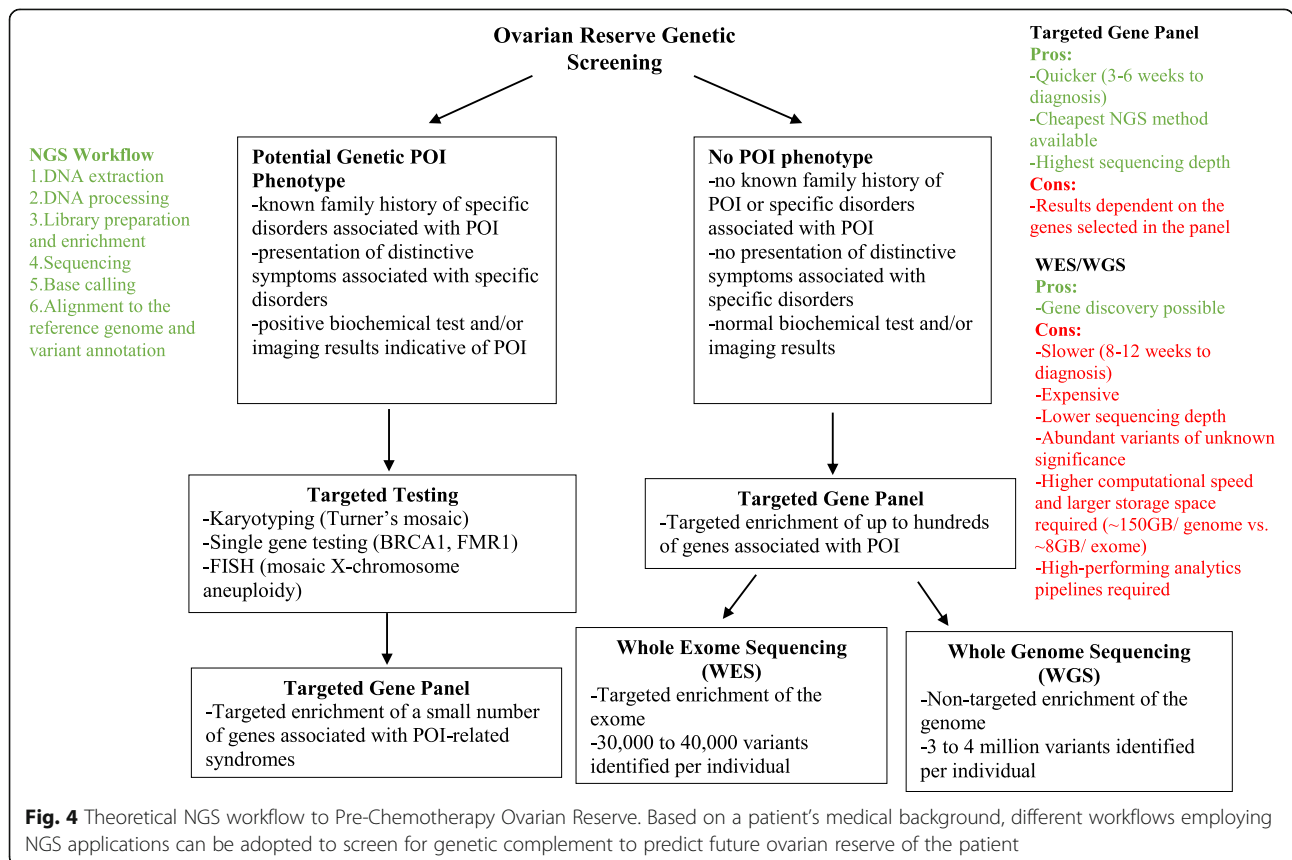 Ovarian Reserve Genetic
Screening
NGS Workflow
1.DNA extraction
2.DNA processing
3.Library preparation
and enrichment
4.Sequencing
5.Base calling
6.Alignment to the
reference genome and
variant annotation
Potential Genetic POI
Phenotype
-known family history of specific
disorders associated with POI
-presentation of distinctive
symptoms associated with specific
disorders
-positive biochemical test and/or
imaging results indicative of POI
No POI phenotype
-no known family history of
POI or specific disorders
associated with POI
-no presentation of distinctive
symptoms associated with
specific disorders
-normal biochemical test and/or
imaging results
Targeted Gene Panel
Pros:
-Quicker (3-6 weeks to
diagnosis)
-Cheapest NGS method
available
-Highest sequencing depth
Cons:
-Results dependent on the
genes selected in the panel
WES/WGS
Pros:
-Gene discovery possible
Cons:
-Slower (8-12 weeks to
diagnosis)
-Expensive
-Lower sequencing depth
-Abundant variants of unknown
significance
-Higher computational speed
and larger storage space
required (~150GB/ genome vs.
~8GB/ exome)
-High-performing analytics
pipelines required
Targeted Testing
-Karyotyping (Turner's mosaic)
-Single gene testing (BRCA1, FMR1)
-FISH (mosaic X-chromosome
aneuploidy)
Targeted Gene Panel
-Targeted enrichment of up to hundreds
of genes associated with POI
Targeted Gene Panel
-Targeted enrichment of a small number
of genes associated with POI-related
syndromes
Whole Exome Sequencing
(WES)
-Targeted enrichment of the
exome
-30,000 to 40,000 variants
identified per individual
Whole Genome Sequencing
(WGS)
-Non-targeted enrichment of the
genome
-3 to 4 million variants identified
per individual
Fig. 4 Theoretical NGS workflow to Pre-Chemotherapy Ovarian Reserve. Based on a patient's medical background, different workflows employing
NGS applications can be adopted to screen for genetic complement to predict future ovarian reserve of the patient